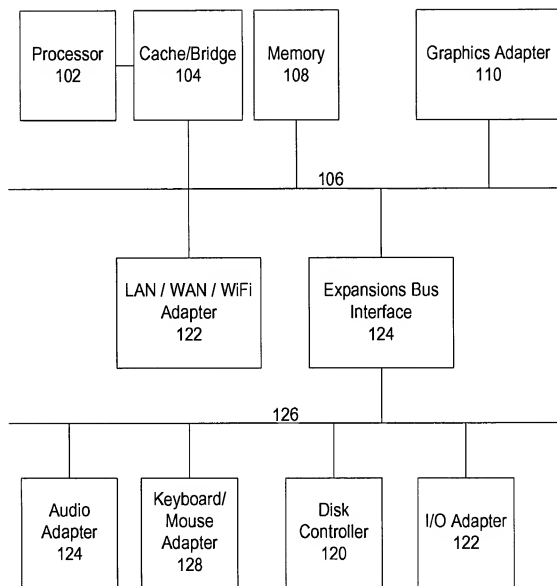 Processor
102
Cache/Bridge
104
Memory
108
Graphics Adapter
110
106
LAN / WAN / WiFi
Adapter
122
Expansions Bus
Interface
124
126
Audio
Adapter
124
Keyboard/
Mouse
Adapter
128
Disk
Controller
120
I/O Adapter
122